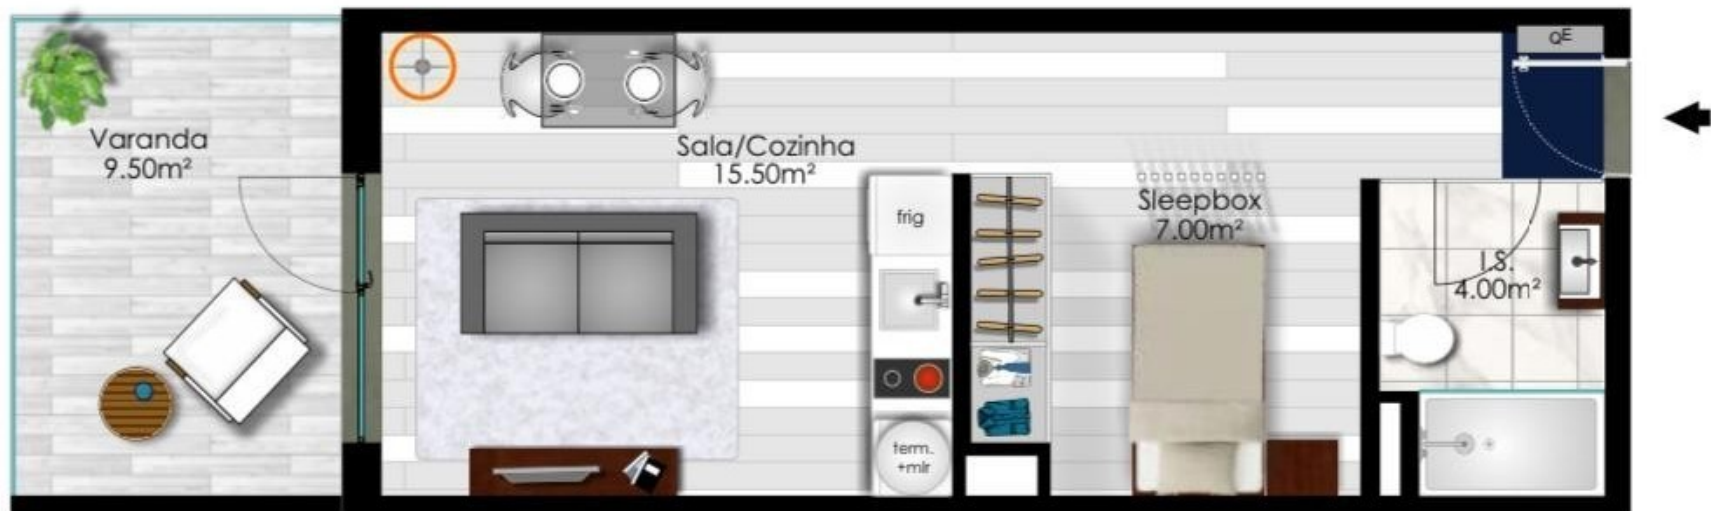 QE
Varanda
9.50m²
Sala/Cozinha
15.50m²
Sleepbox
7.00m²
frig
I.S.
4.00m²
term.
+mlr